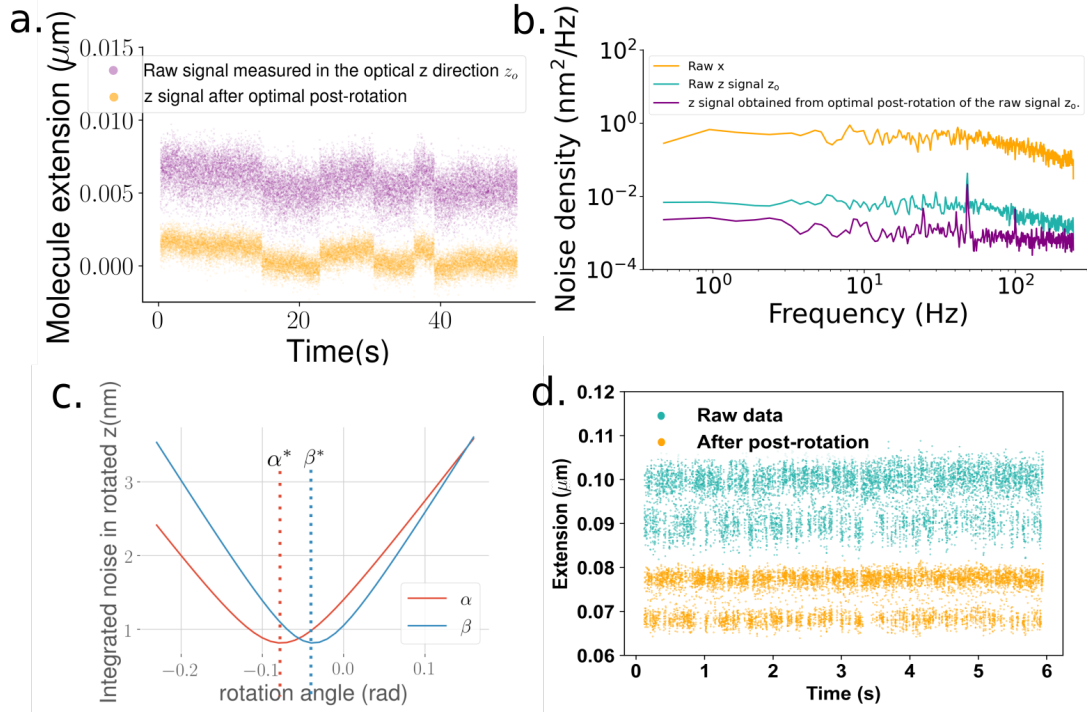 a.
Molecule extension (μm)
0.015
0.010
0.005
0.000
Raw signal measured in the optical z direction zₒ
z signal after optimal post-rotation
0
20
40
Time(s)
b.
Noise density (nm²/Hz)
10²
10⁰
10⁻²
10⁻⁴
Raw x
Raw z signal zₒ
z signal obtained from optimal post-rotation of the raw signal zₒ.
10⁰
10¹
10²
Frequency (Hz)
c.
Integrated noise in rotated z(nm)
3
2
1
α*
β*
α
β
−0.2
−0.1
0.0
0.1
rotation angle (rad)
d.
Extension (μm)
0.12
0.11
0.10
0.09
0.08
0.07
0.06
Raw data
After post-rotation
0
1
2
3
4
5
6
Time (s)